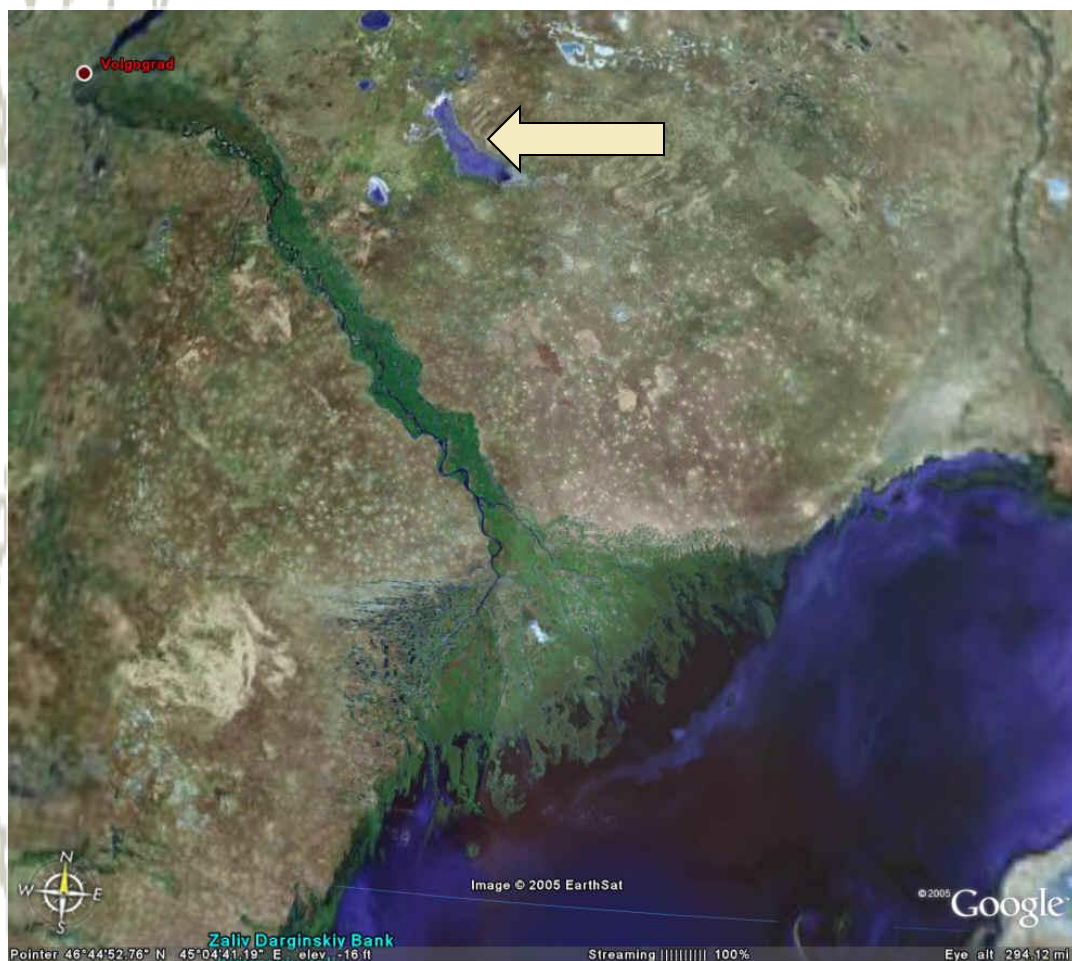 Volgograd
N
W E
S
Image © 2005 EarthSat
© 2005 Google
Zaliv Darginskiy Bank
Pointer 46°44'52.76" N 45°04'41.19" E elev, -16 ft Streaming |||||||||| 100% Eye alt 294.12 mi